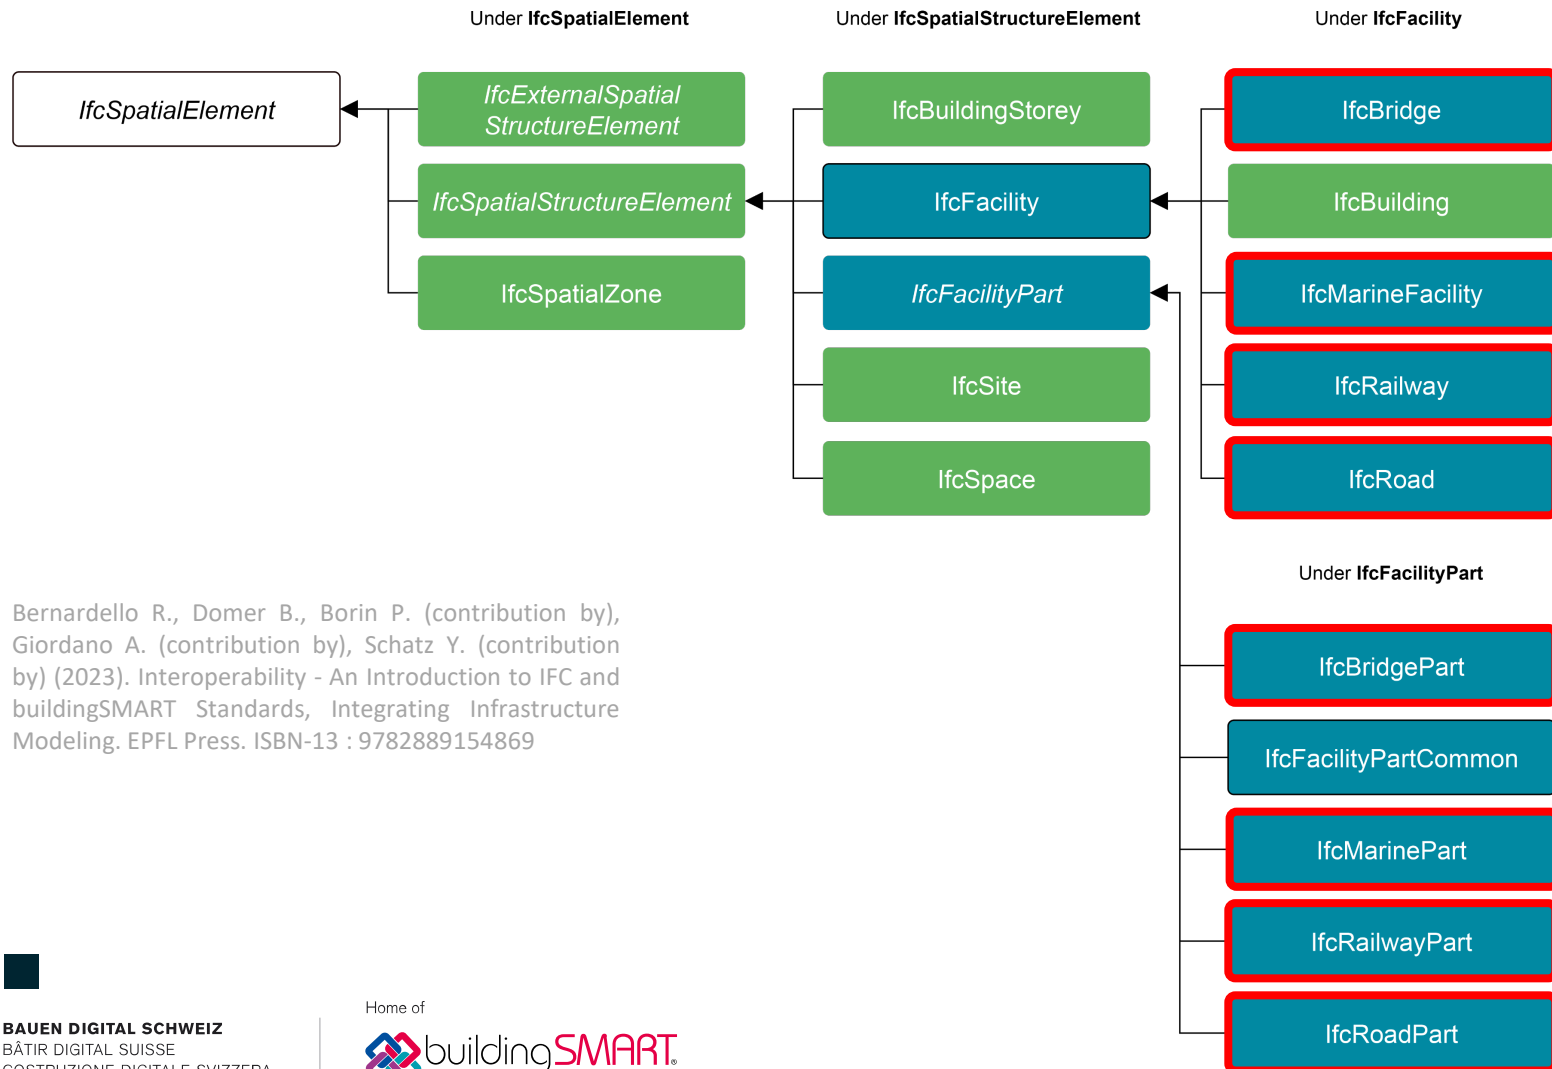 Under IfcSpatialElement
Under IfcSpatialStructureElement
Under IfcFacility
IfcSpatialElement
IfcExternalSpatial
StructureElement
IfcSpatialStructureElement
IfcSpatialZone
IfcBuildingStorey
IfcFacility
IfcFacilityPart
IfcSite
IfcSpace
IfcBridge
IfcBuilding
IfcMarineFacility
IfcRailway
IfcRoad
Under IfcFacilityPart
IfcBridgePart
IfcFacilityPartCommon
IfcMarinePart
IfcRailwayPart
IfcRoadPart
Bernardello R., Domer B., Borin P. (contribution by),
Giordano A. (contribution by), Schatz Y. (contribution
by) (2023). Interoperability - An Introduction to IFC and
buildingSMART Standards, Integrating Infrastructure
Modeling. EPFL Press. ISBN-13 : 9782889154869
BAUEN DIGITAL SCHWEIZ
BÂTIR DIGITAL SUISSE
COSTRUZIONE DIGITALE SVIZZERA
Home of
buildingSMART®